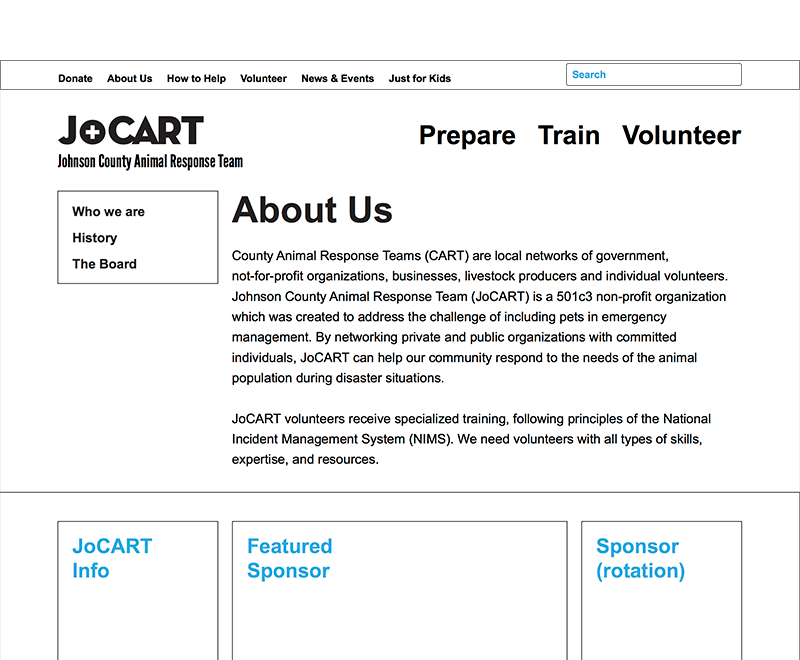 Donate About Us How to Help Volunteer News & Events Just for Kids Search
JoCART
Johnson County Animal Response Team
Prepare Train Volunteer
Who we are
History
The Board
About Us
County Animal Response Teams (CART) are local networks of government,
not-for-profit organizations, businesses, livestock producers and individual volunteers.
Johnson County Animal Response Team (JoCART) is a 501c3 non-profit organization
which was created to address the challenge of including pets in emergency
management. By networking private and public organizations with committed
individuals, JoCART can help our community respond to the needs of the animal
population during disaster situations.
JoCART volunteers receive specialized training, following principles of the National
Incident Management System (NIMS). We need volunteers with all types of skills,
expertise, and resources.
JoCART
Info
Featured
Sponsor
Sponsor
(rotation)